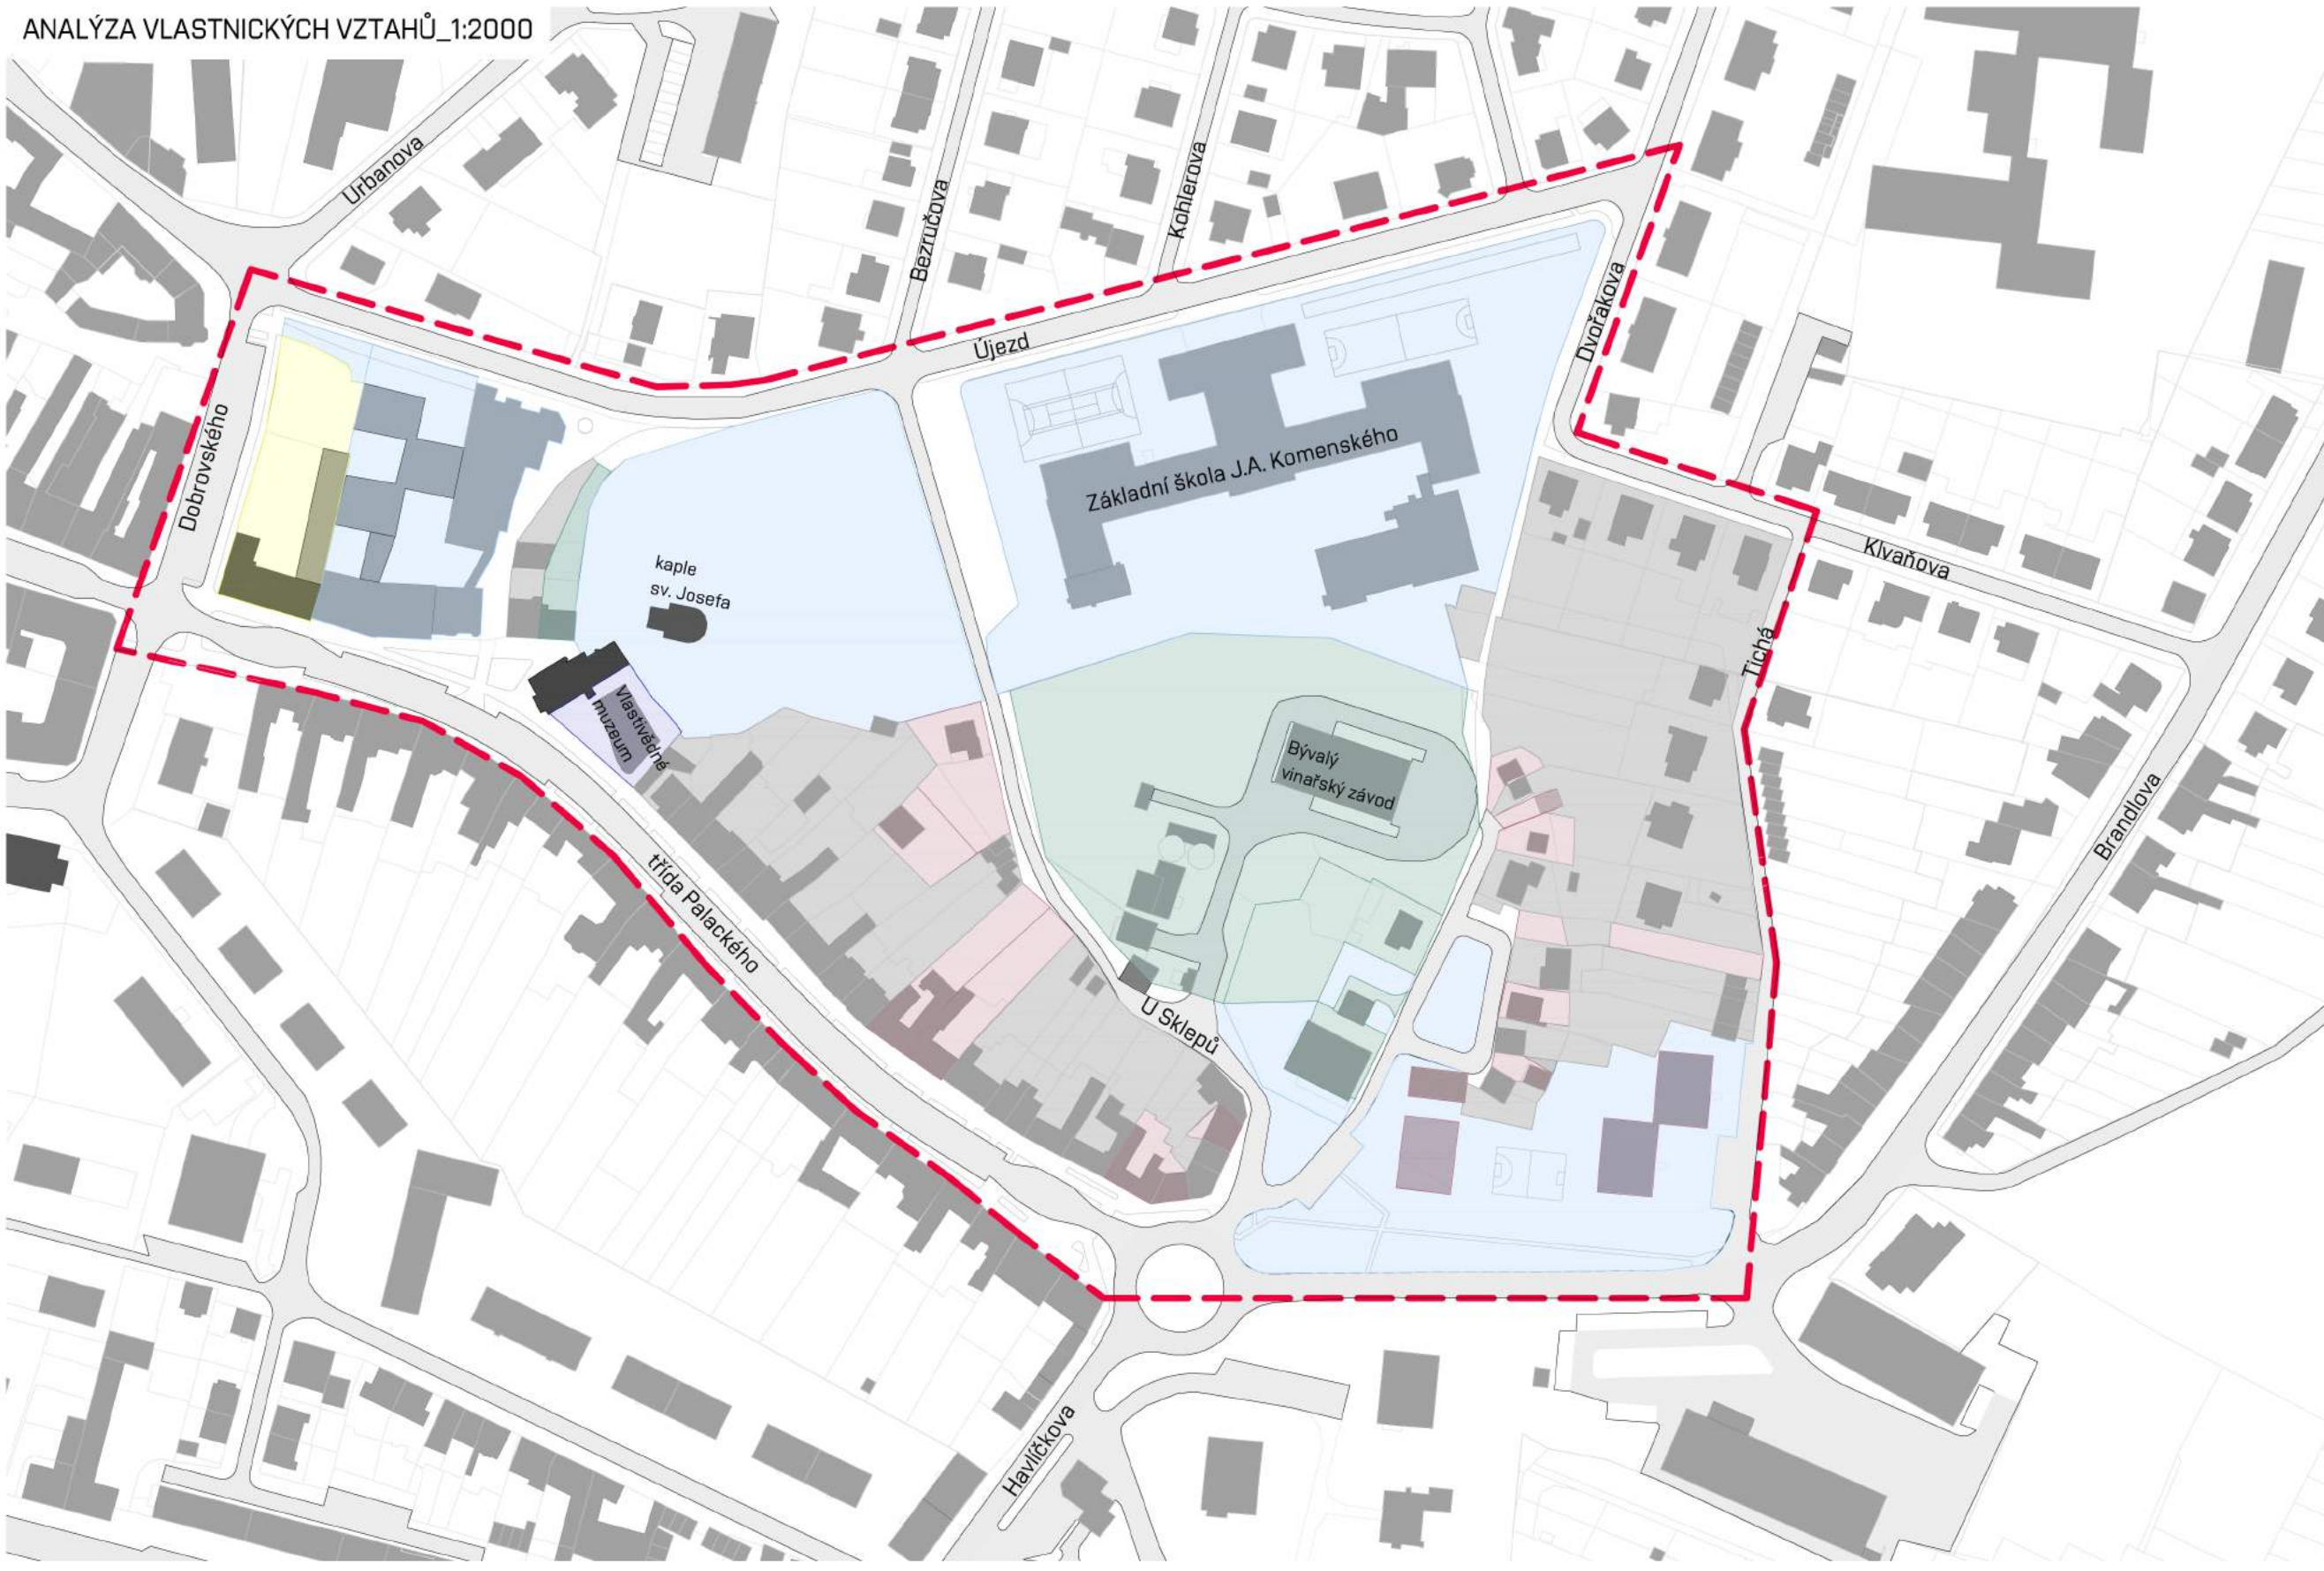 ANALÝZA VLASTNICKÝCH VZTAHŮ_1:2000
Urbanova
Bezručova
Kohlerova
Újezd
Dvořákova
Dobrovského
Základní škola J.A. Komenského
kaple
sv. Josefa
Klvaňova
Tichá
Vlastivědné
muzeum
Bývalý
vinařský závod
Brandlova
třída Palackého
U Sklepů
Havlíčkova